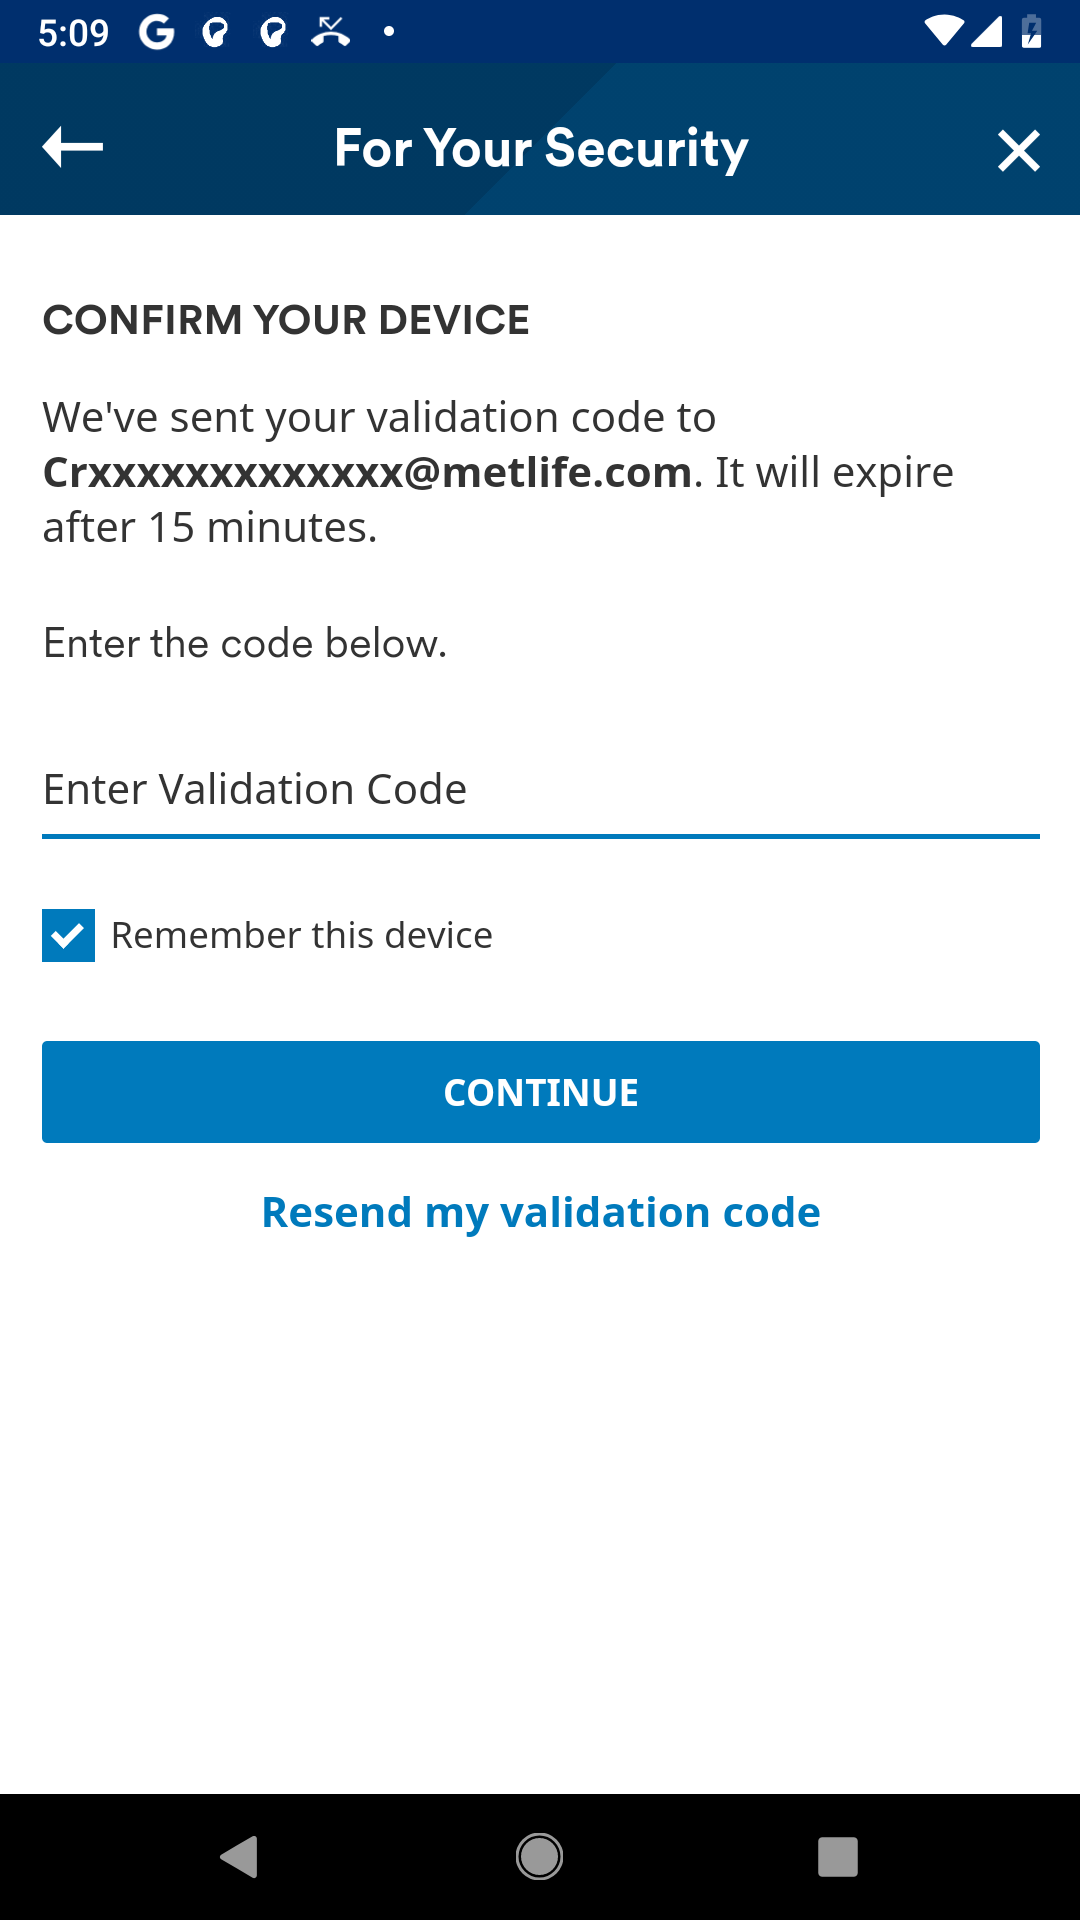 5:09
For Your Security
CONFIRM YOUR DEVICE
We've sent your validation code to
Crxxxxxxxxxxxxx@metlife.com. It will expire
after 15 minutes.
Enter the code below.
Enter Validation Code
Remember this device
CONTINUE
Resend my validation code